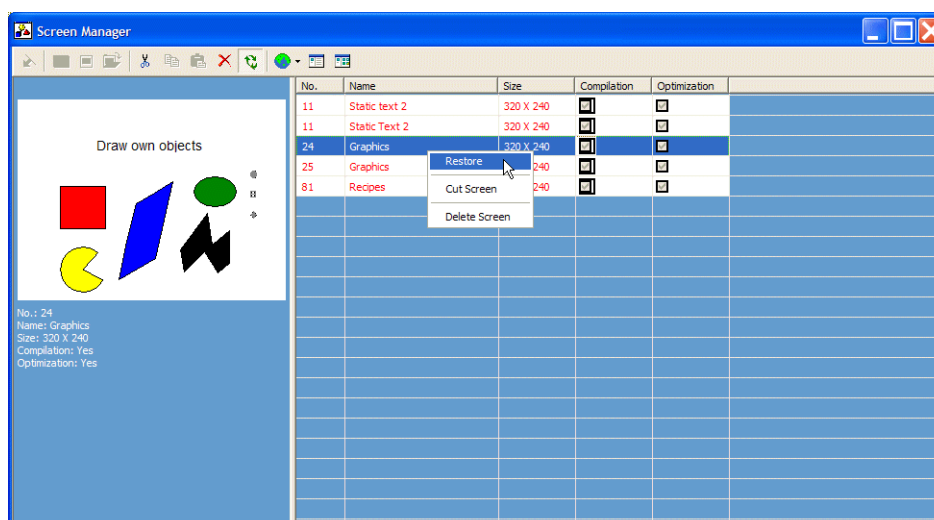 Screen Manager
No. Name Size Compilation Optimization
11 Static text 2 320 X 240
11 Static Text 2 320 X 240
24 Graphics 320 X 240
25 Graphics 240
81 Recipes 240
Restore
Cut Screen
Delete Screen
Draw own objects
No.: 24
Name: Graphics
Size: 320 X 240
Compilation: Yes
Optimization: Yes